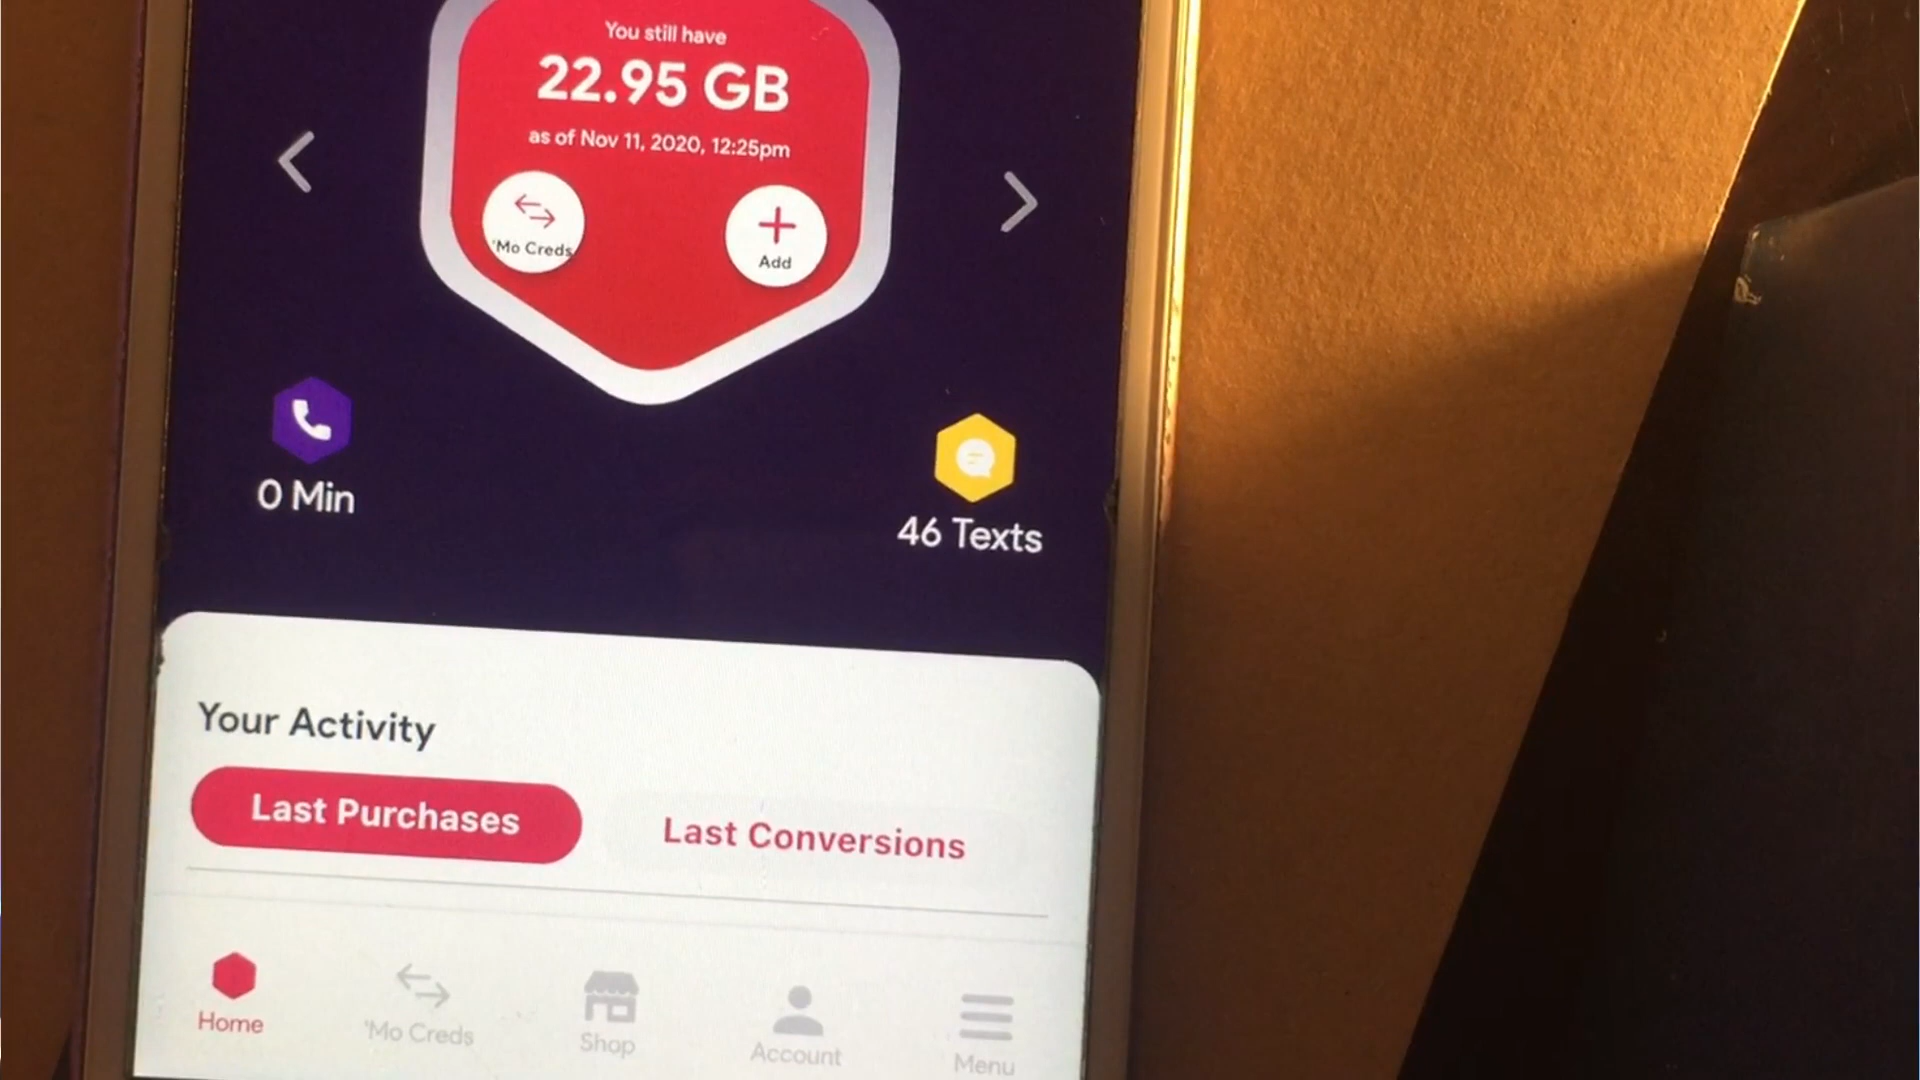 You still have
22.95 GB
as of Nov 11, 2020, 12:25pm
'Mo Creds
Add
0 Min
46 Texts
Your Activity
Last Purchases
Last Conversions
Home
'Mo Creds
Shop
Account
Menu